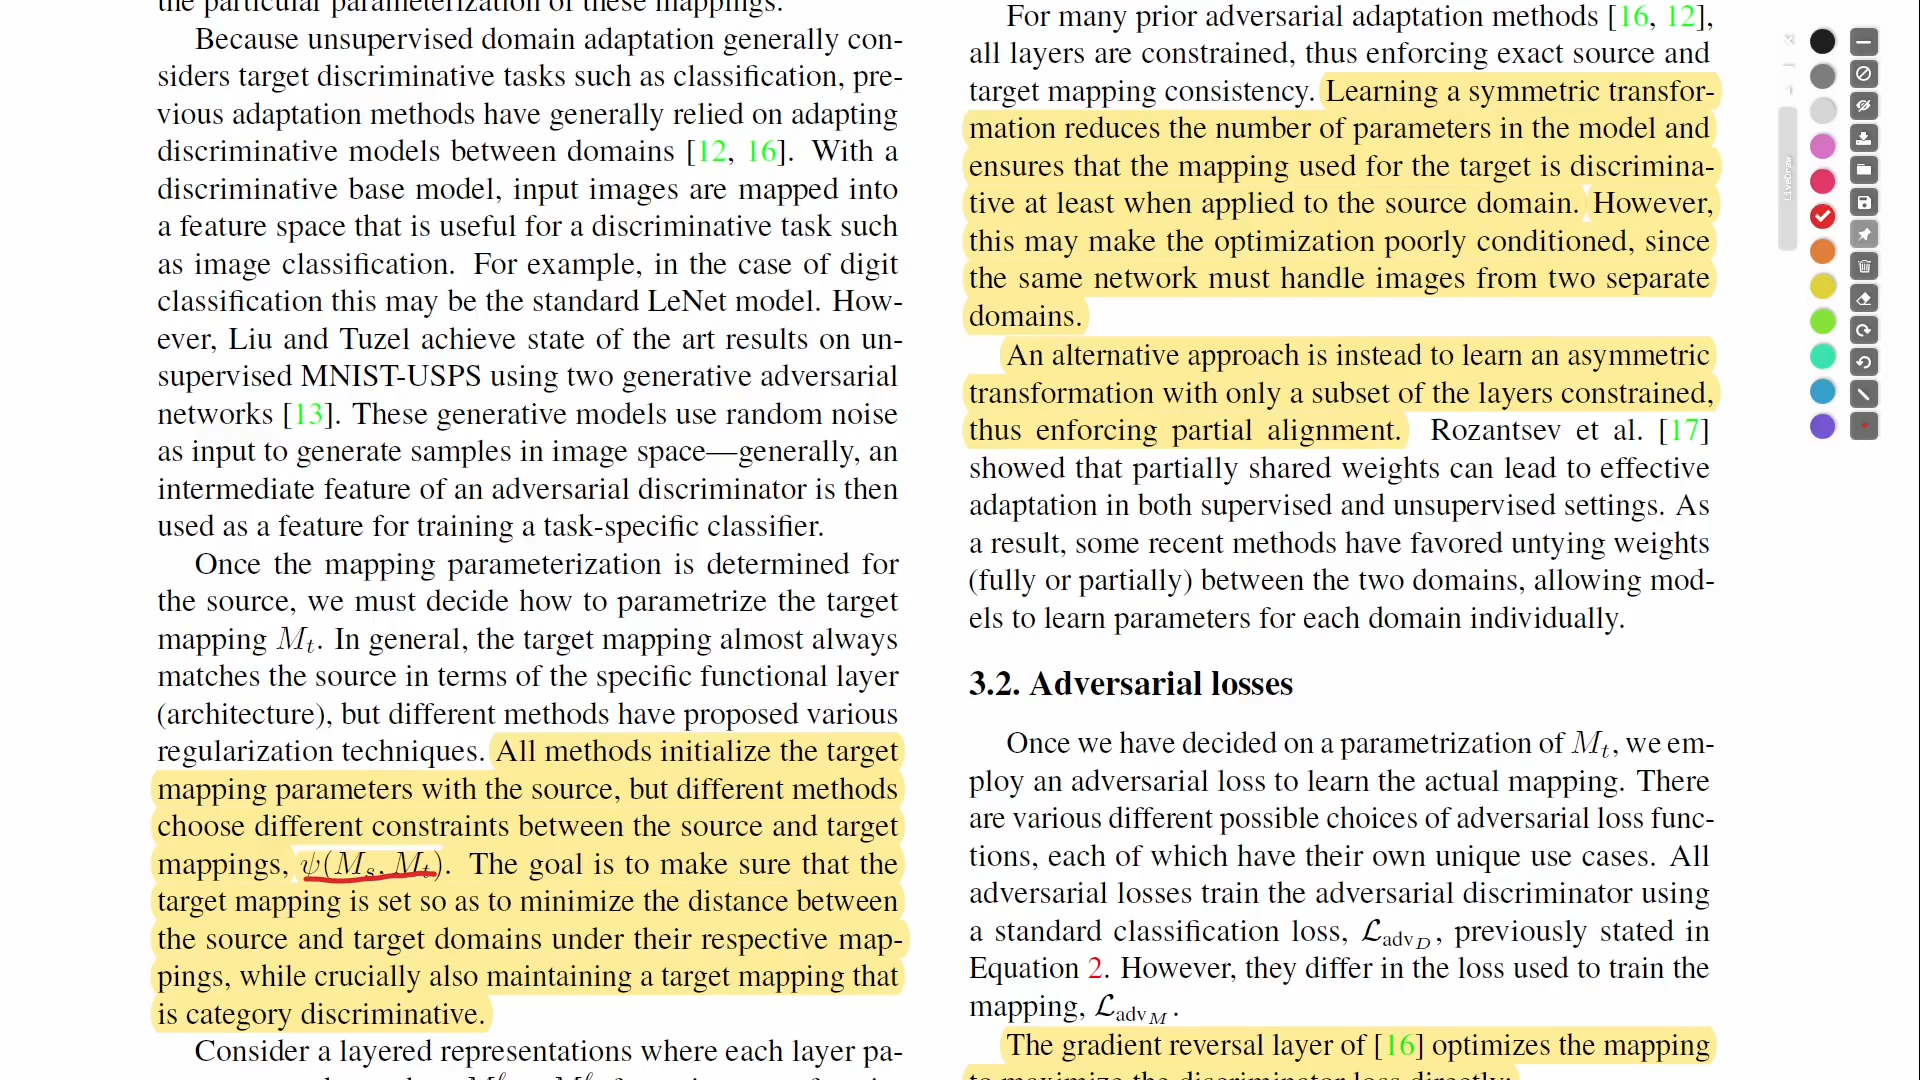 the particular parameterization of these mappings.
Because unsupervised domain adaptation generally con-
siders target discriminative tasks such as classification, pre-
vious adaptation methods have generally relied on adapting
discriminative models between domains [12, 16]. With a
discriminative base model, input images are mapped into
a feature space that is useful for a discriminative task such
as image classification. For example, in the case of digit
classification this may be the standard LeNet model. How-
ever, Liu and Tuzel achieve state of the art results on un-
supervised MNIST-USPS using two generative adversarial
networks [13]. These generative models use random noise
as input to generate samples in image space—generally, an
intermediate feature of an adversarial discriminator is then
used as a feature for training a task-specific classifier.
Once the mapping parameterization is determined for
the source, we must decide how to parametrize the target
mapping M_t. In general, the target mapping almost always
matches the source in terms of the specific functional layer
(architecture), but different methods have proposed various
regularization techniques. All methods initialize the target
mapping parameters with the source, but different methods
choose different constraints between the source and target
mappings, ψ(M_s, M_t). The goal is to make sure that the
target mapping is set so as to minimize the distance between
the source and target domains under their respective map-
pings, while crucially also maintaining a target mapping that
is category discriminative.
Consider a layered representations where each layer pa-
For many prior adversarial adaptation methods [16, 12],
all layers are constrained, thus enforcing exact source and
target mapping consistency. Learning a symmetric transfor-
mation reduces the number of parameters in the model and
ensures that the mapping used for the target is discrimina-
tive at least when applied to the source domain. However,
this may make the optimization poorly conditioned, since
the same network must handle images from two separate
domains.
An alternative approach is instead to learn an asymmetric
transformation with only a subset of the layers constrained,
thus enforcing partial alignment. Rozantsev et al. [17]
showed that partially shared weights can lead to effective
adaptation in both supervised and unsupervised settings. As
a result, some recent methods have favored untying weights
(fully or partially) between the two domains, allowing mod-
els to learn parameters for each domain individually.
3.2. Adversarial losses
Once we have decided on a parametrization of M_t, we em-
ploy an adversarial loss to learn the actual mapping. There
are various different possible choices of adversarial loss func-
tions, each of which have their own unique use cases. All
adversarial losses train the adversarial discriminator using
a standard classification loss, ℒ_adv_D, previously stated in
Equation 2. However, they differ in the loss used to train the
mapping, ℒ_adv_M.
The gradient reversal layer of [16] optimizes the mapping
to maximize the discriminator loss directly:
LiveDraw